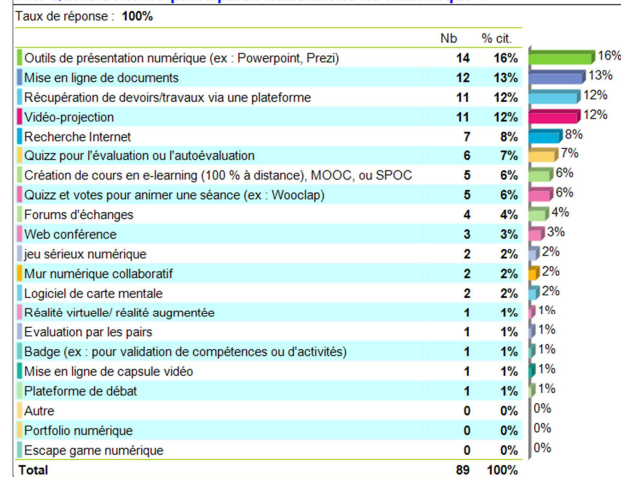 Taux de réponse : 100%
Nb % cit.
Outils de présentation numérique (ex : Powerpoint, Prezi) 14 16% 16%
Mise en ligne de documents 12 13% 13%
Récupération de devoirs/travaux via une plateforme 11 12% 12%
Vidéo-projection 11 12% 12%
Recherche Internet 7 8% 8%
Quizz pour l'évaluation ou l'autoévaluation 6 7% 7%
Création de cours en e-learning (100 % à distance), MOOC, ou SPOC 5 6% 6%
Quizz et votes pour animer une séance (ex : Wooclap) 5 6% 6%
Forums d'échanges 4 4% 4%
Web conférence 3 3% 3%
jeu sérieux numérique 2 2% 2%
Mur numérique collaboratif 2 2% 2%
Logiciel de carte mentale 2 2% 2%
Réalité virtuelle/ réalité augmentée 1 1% 1%
Evaluation par les pairs 1 1% 1%
Badge (ex : pour validation de compétences ou d'activités) 1 1% 1%
Mise en ligne de capsule vidéo 1 1% 1%
Plateforme de débat 1 1% 1%
Autre 0 0% 0%
Portfolio numérique 0 0% 0%
Escape game numérique 0 0% 0%
Total 89 100%